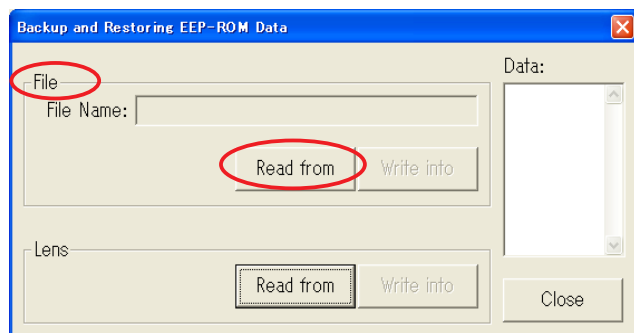 Backup and Restoring EEP-ROM Data
File
File Name:
Read from
Write into
Data:
Lens
Read from
Write into
Close